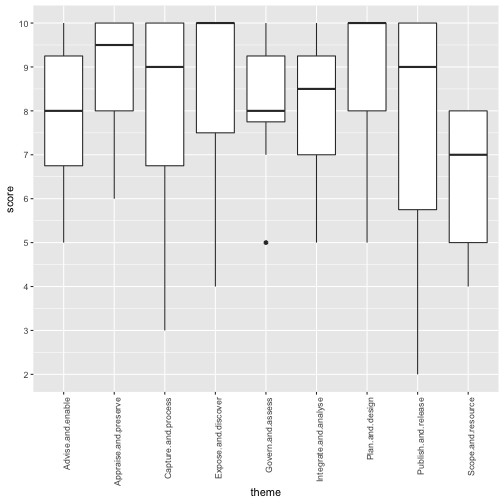 10
9
8
7
6
5
4
3
2
score
Advise.and.enable
Appraise.and.preserve
Capture.and.process
Expose.and.discover
Govern.and.assess
Integrate.and.analyse
Plan.and.design
Publish.and.release
Scope.and.resource
theme